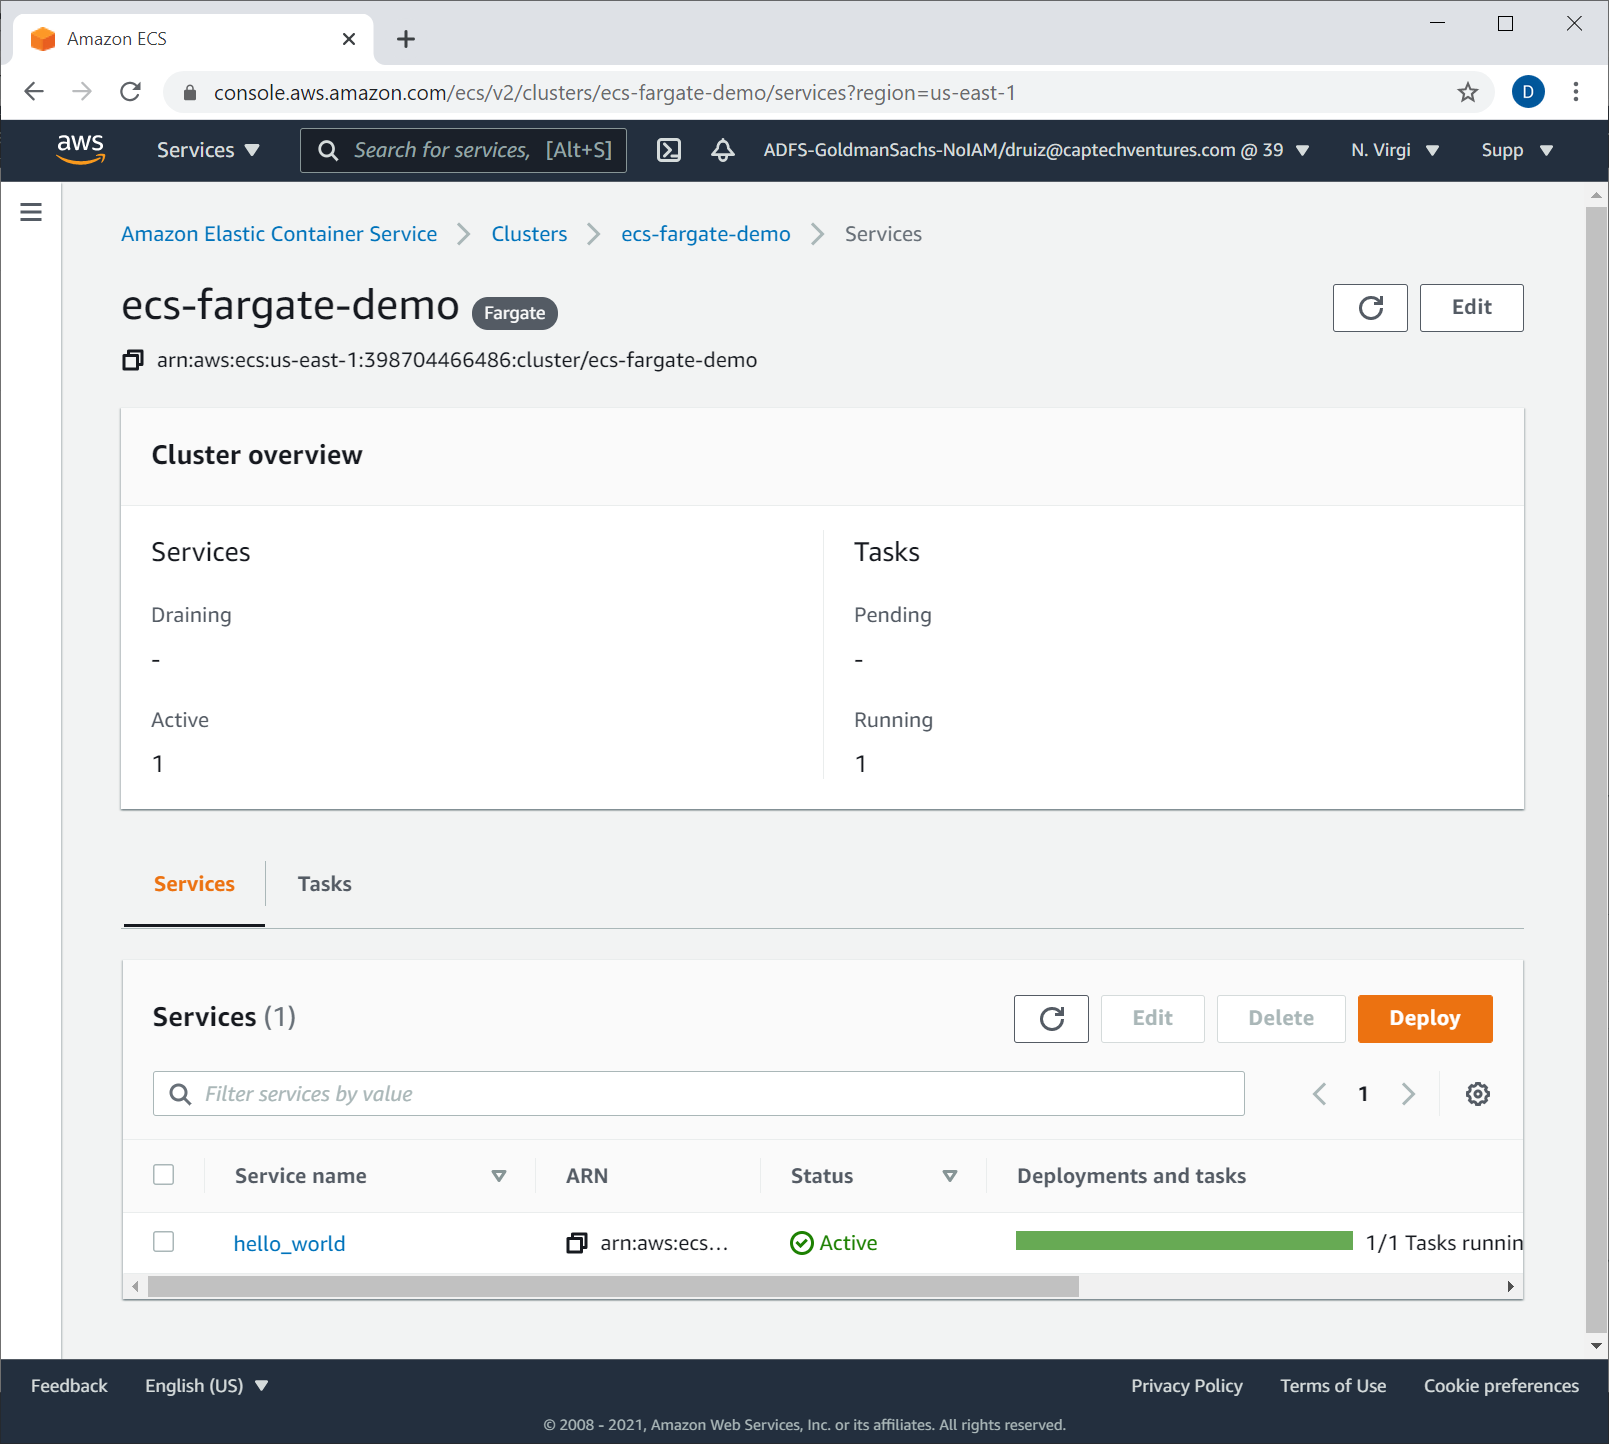 Amazon ECS
console.aws.amazon.com/ecs/v2/clusters/ecs-fargate-demo/services?region=us-east-1
D
aws Services Search for services, [Alt+S] ADFS-GoldmanSachs-NoIAM/druiz@captechventures.com @ 39 N. Virgi Supp
Amazon Elastic Container Service Clusters ecs-fargate-demo Services
ecs-fargate-demo Fargate
Edit
arn:aws:ecs:us-east-1:398704466486:cluster/ecs-fargate-demo
Cluster overview
Services Tasks
Draining Pending
- -
Active Running
1 1
Services Tasks
Services (1) Edit Delete Deploy
Filter services by value 1
Service name ARN Status Deployments and tasks
hello_world arn:aws:ecs... Active 1/1 Tasks runnin
Feedback English (US) Privacy Policy Terms of Use Cookie preferences
© 2008 - 2021, Amazon Web Services, Inc. or its affiliates. All rights reserved.